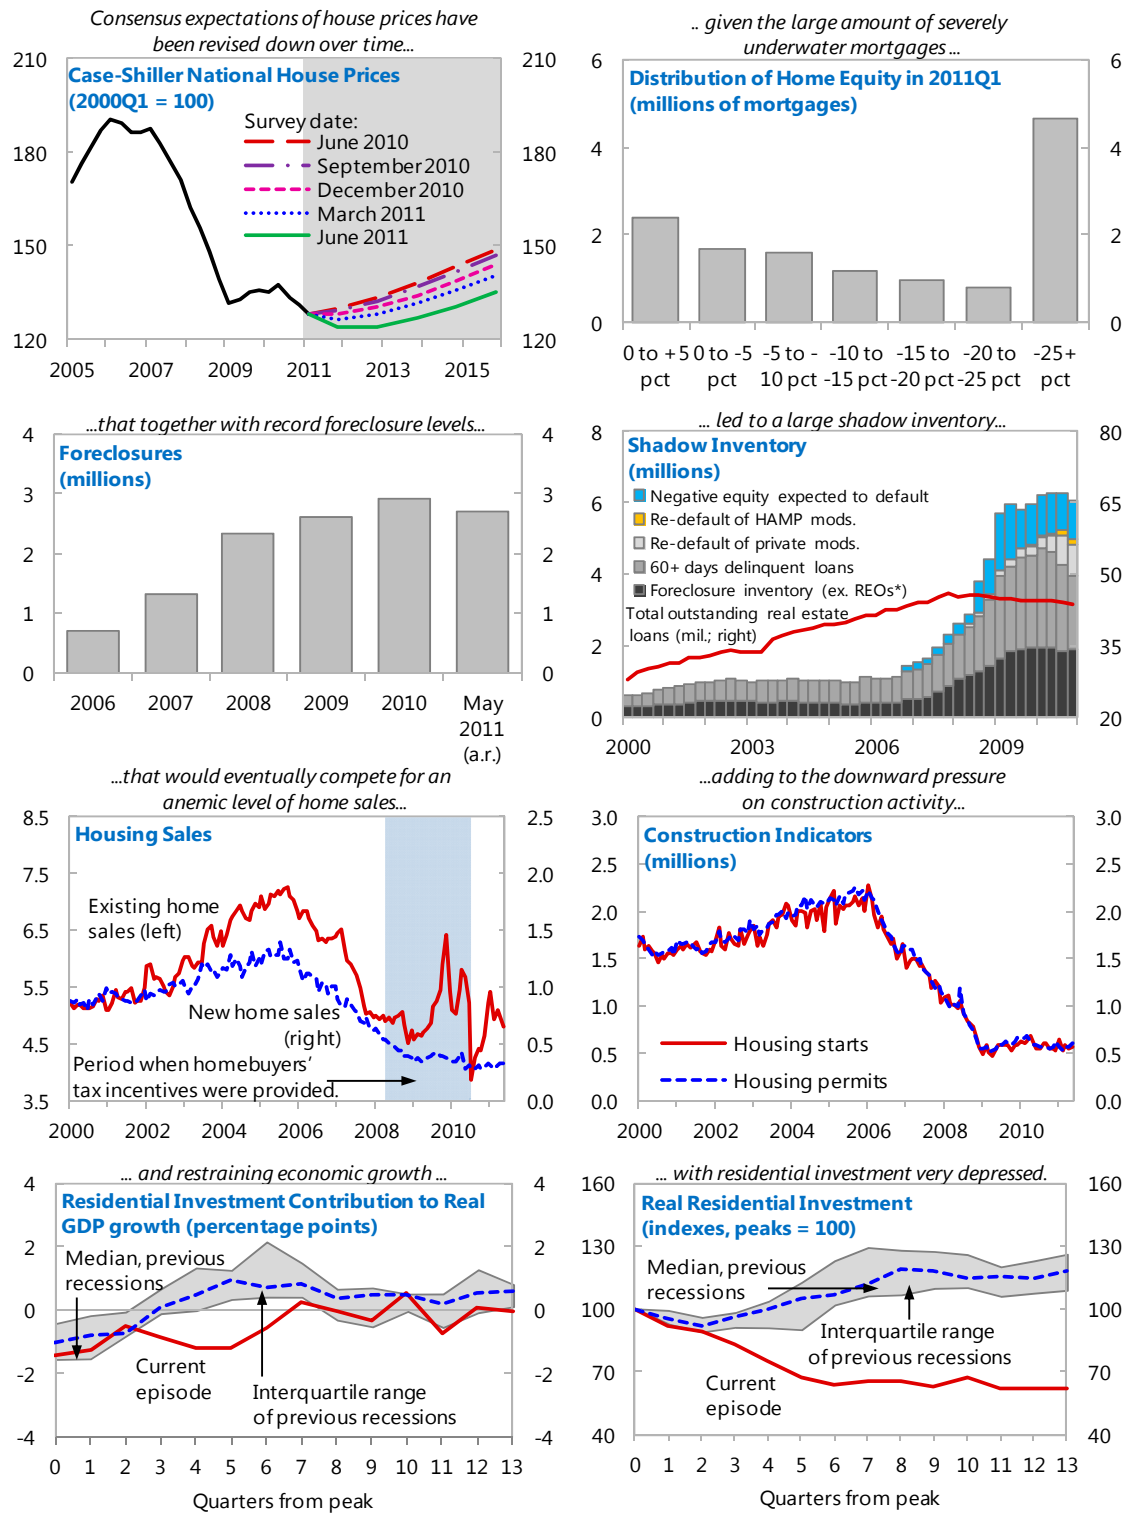 Consensus expectations of house prices have
been revised down over time...
210
180
150
120
210
180
150
120
Case-Shiller National House Prices
(2000Q1 = 100)
Survey date:
June 2010
September 2010
December 2010
March 2011
June 2011
2005 2007 2009 2011 2013 2015
.. given the large amount of severely
underwater mortgages ...
6
4
2
0
6
4
2
0
Distribution of Home Equity in 2011Q1
(millions of mortgages)
0 to +5 0 to -5 -5 to - -10 to -15 to -20 to -25+
pct pct 10 pct -15 pct -20 pct -25 pct pct
...that together with record foreclosure levels...
4
3
2
1
0
4
3
2
1
0
Foreclosures
(millions)
2006 2007 2008 2009 2010 May
2011
(a.r.)
... led to a large shadow inventory...
8
6
4
2
0
80
65
50
35
20
Shadow Inventory
(millions)
Negative equity expected to default
Re-default of HAMP mods.
Re-default of private mods.
60+ days delinquent loans
Foreclosure inventory (ex. REOs*)
Total outstanding real estate
loans (mil.; right)
2000 2003 2006 2009
...that would eventually compete for an
anemic level of home sales...
8.5
7.5
6.5
5.5
4.5
3.5
2.5
2.0
1.5
1.0
0.5
0.0
Housing Sales
Existing home
sales (left)
New home sales
(right)
Period when homebuyers'
tax incentives were provided.
2000 2002 2004 2006 2008 2010
...adding to the downward pressure
on construction activity...
3.0
2.5
2.0
1.5
1.0
0.5
0.0
3.0
2.5
2.0
1.5
1.0
0.5
0.0
Construction Indicators
(millions)
Housing starts
Housing permits
2000 2002 2004 2006 2008 2010
... and restraining economic growth ...
4
2
0
-2
-4
4
2
0
-2
-4
Residential Investment Contribution to Real
GDP growth (percentage points)
Median, previous
recessions
Current
episode
Interquartile range
of previous recessions
0 1 2 3 4 5 6 7 8 9 10 11 12 13
Quarters from peak
... with residential investment very depressed.
160
130
100
70
40
160
130
100
70
40
Real Residential Investment
(indexes, peaks = 100)
Median, previous
recessions
Interquartile range
of previous recessions
Current
episode
0 1 2 3 4 5 6 7 8 9 10 11 12 13
Quarters from peak